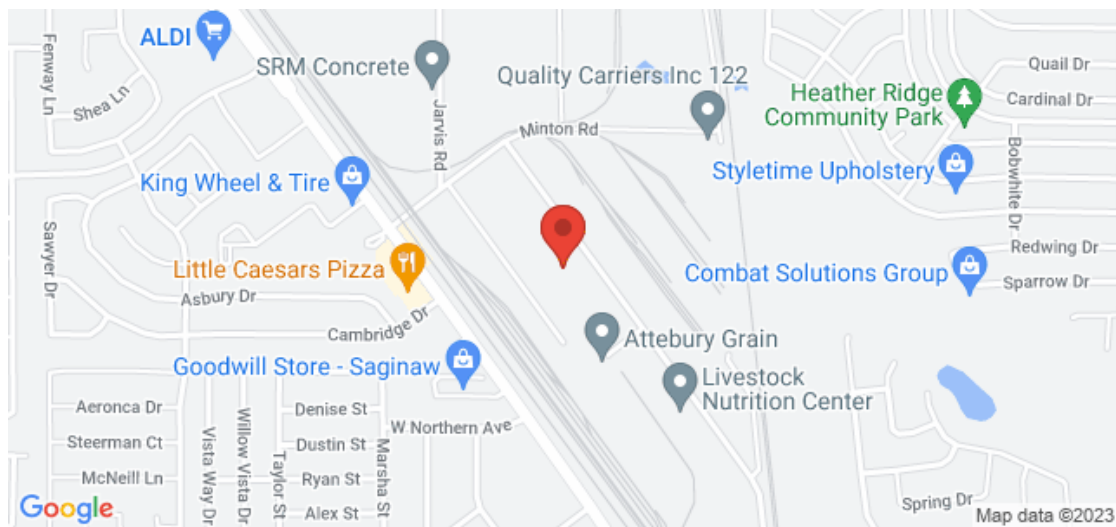 ALDI
Fenway Ln
Shea Ln
SRM Concrete
Jarvis Rd
Quality Carriers Inc 122
Minton Rd
Heather Ridge
Community Park
Quail Dr
Cardinal Dr
Bobwhite Dr
Styletime Upholstery
King Wheel & Tire
Sawyer Dr
Little Caesars Pizza
Asbury Dr
Cambridge Dr
Redwing Dr
Combat Solutions Group
Sparrow Dr
Attebury Grain
Goodwill Store - Saginaw
Livestock
Nutrition Center
Aeronca Dr
Denise St
W Northern Ave
Steerman Ct
Dustin St
McNeill Ln
Vista Way Dr
Willow Vista Dr
Taylor St
Ryan St
Marsha St
Alex St
Spring Dr
Google
Map data ©2023